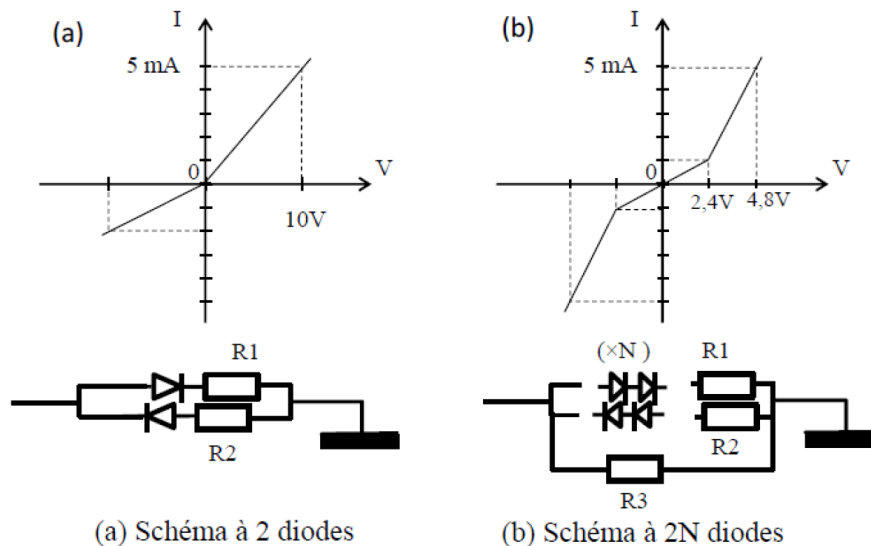 (a)
I
5 mA
0
V
10V
(b)
I
5 mA
0
V
2,4V
4,8V
R1
R2
(×N )
R1
R2
R3
(a) Schéma à 2 diodes
(b) Schéma à 2N diodes